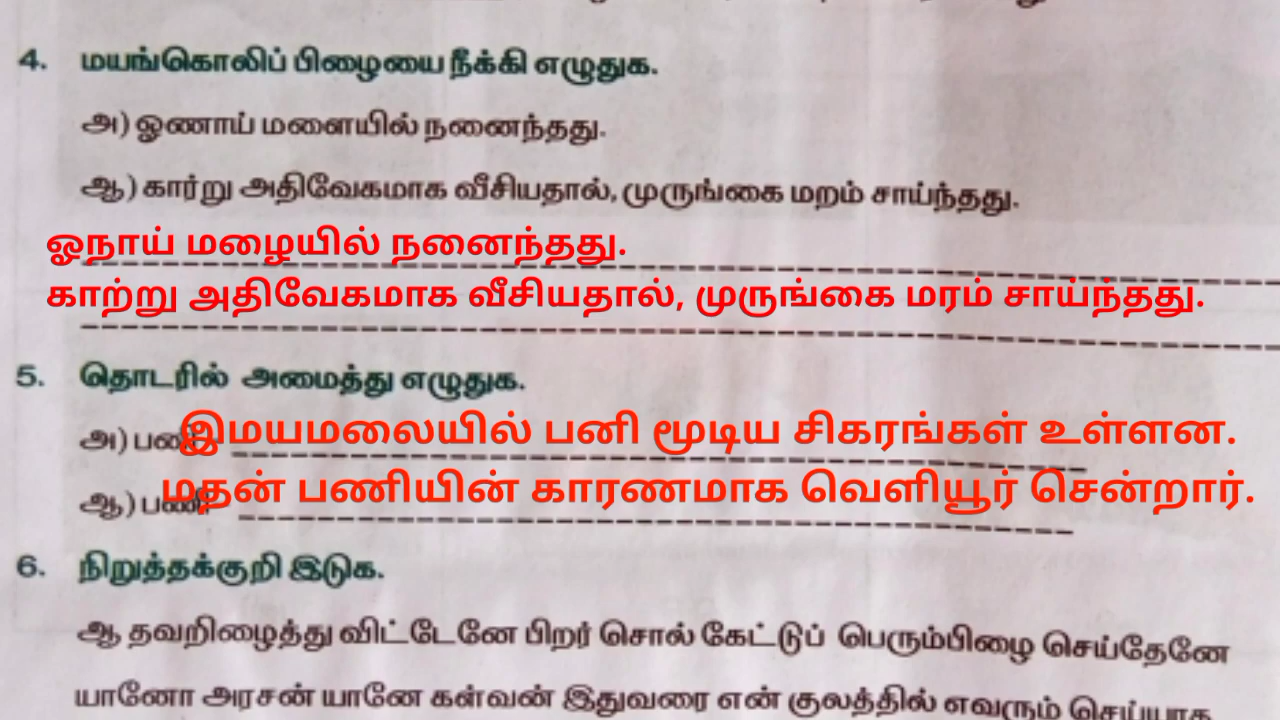 4. மயங்கொலிப் பிழையை நீக்கி எழுதுக.
அ) ஓணாய் மளையில் நனைந்தது.
ஆ) கார்று அதிவேகமாக வீசியதால், முருங்கை மறம் சாய்ந்தது.
ஓநாய் மழையில் நனைந்தது.
காற்று அதிவேகமாக வீசியதால், முருங்கை மரம் சாய்ந்தது.
5. தொடரில் அமைத்து எழுதுக.
அ) இமயமலையில் பனி மூடிய சிகரங்கள் உள்ளன.
ஆ) மதன் பணியின் காரணமாக வெளியூர் சென்றார்.
6. நிறுத்தக்குறி இடுக.
ஆ தவறிழைத்து விட்டேனே பிறர் சொல் கேட்டுப் பெரும்பிழை செய்தேனே
யானோ அரசன் யானே கள்வன் இதுவரை என் குலத்தில் எவரும் செய்யாத